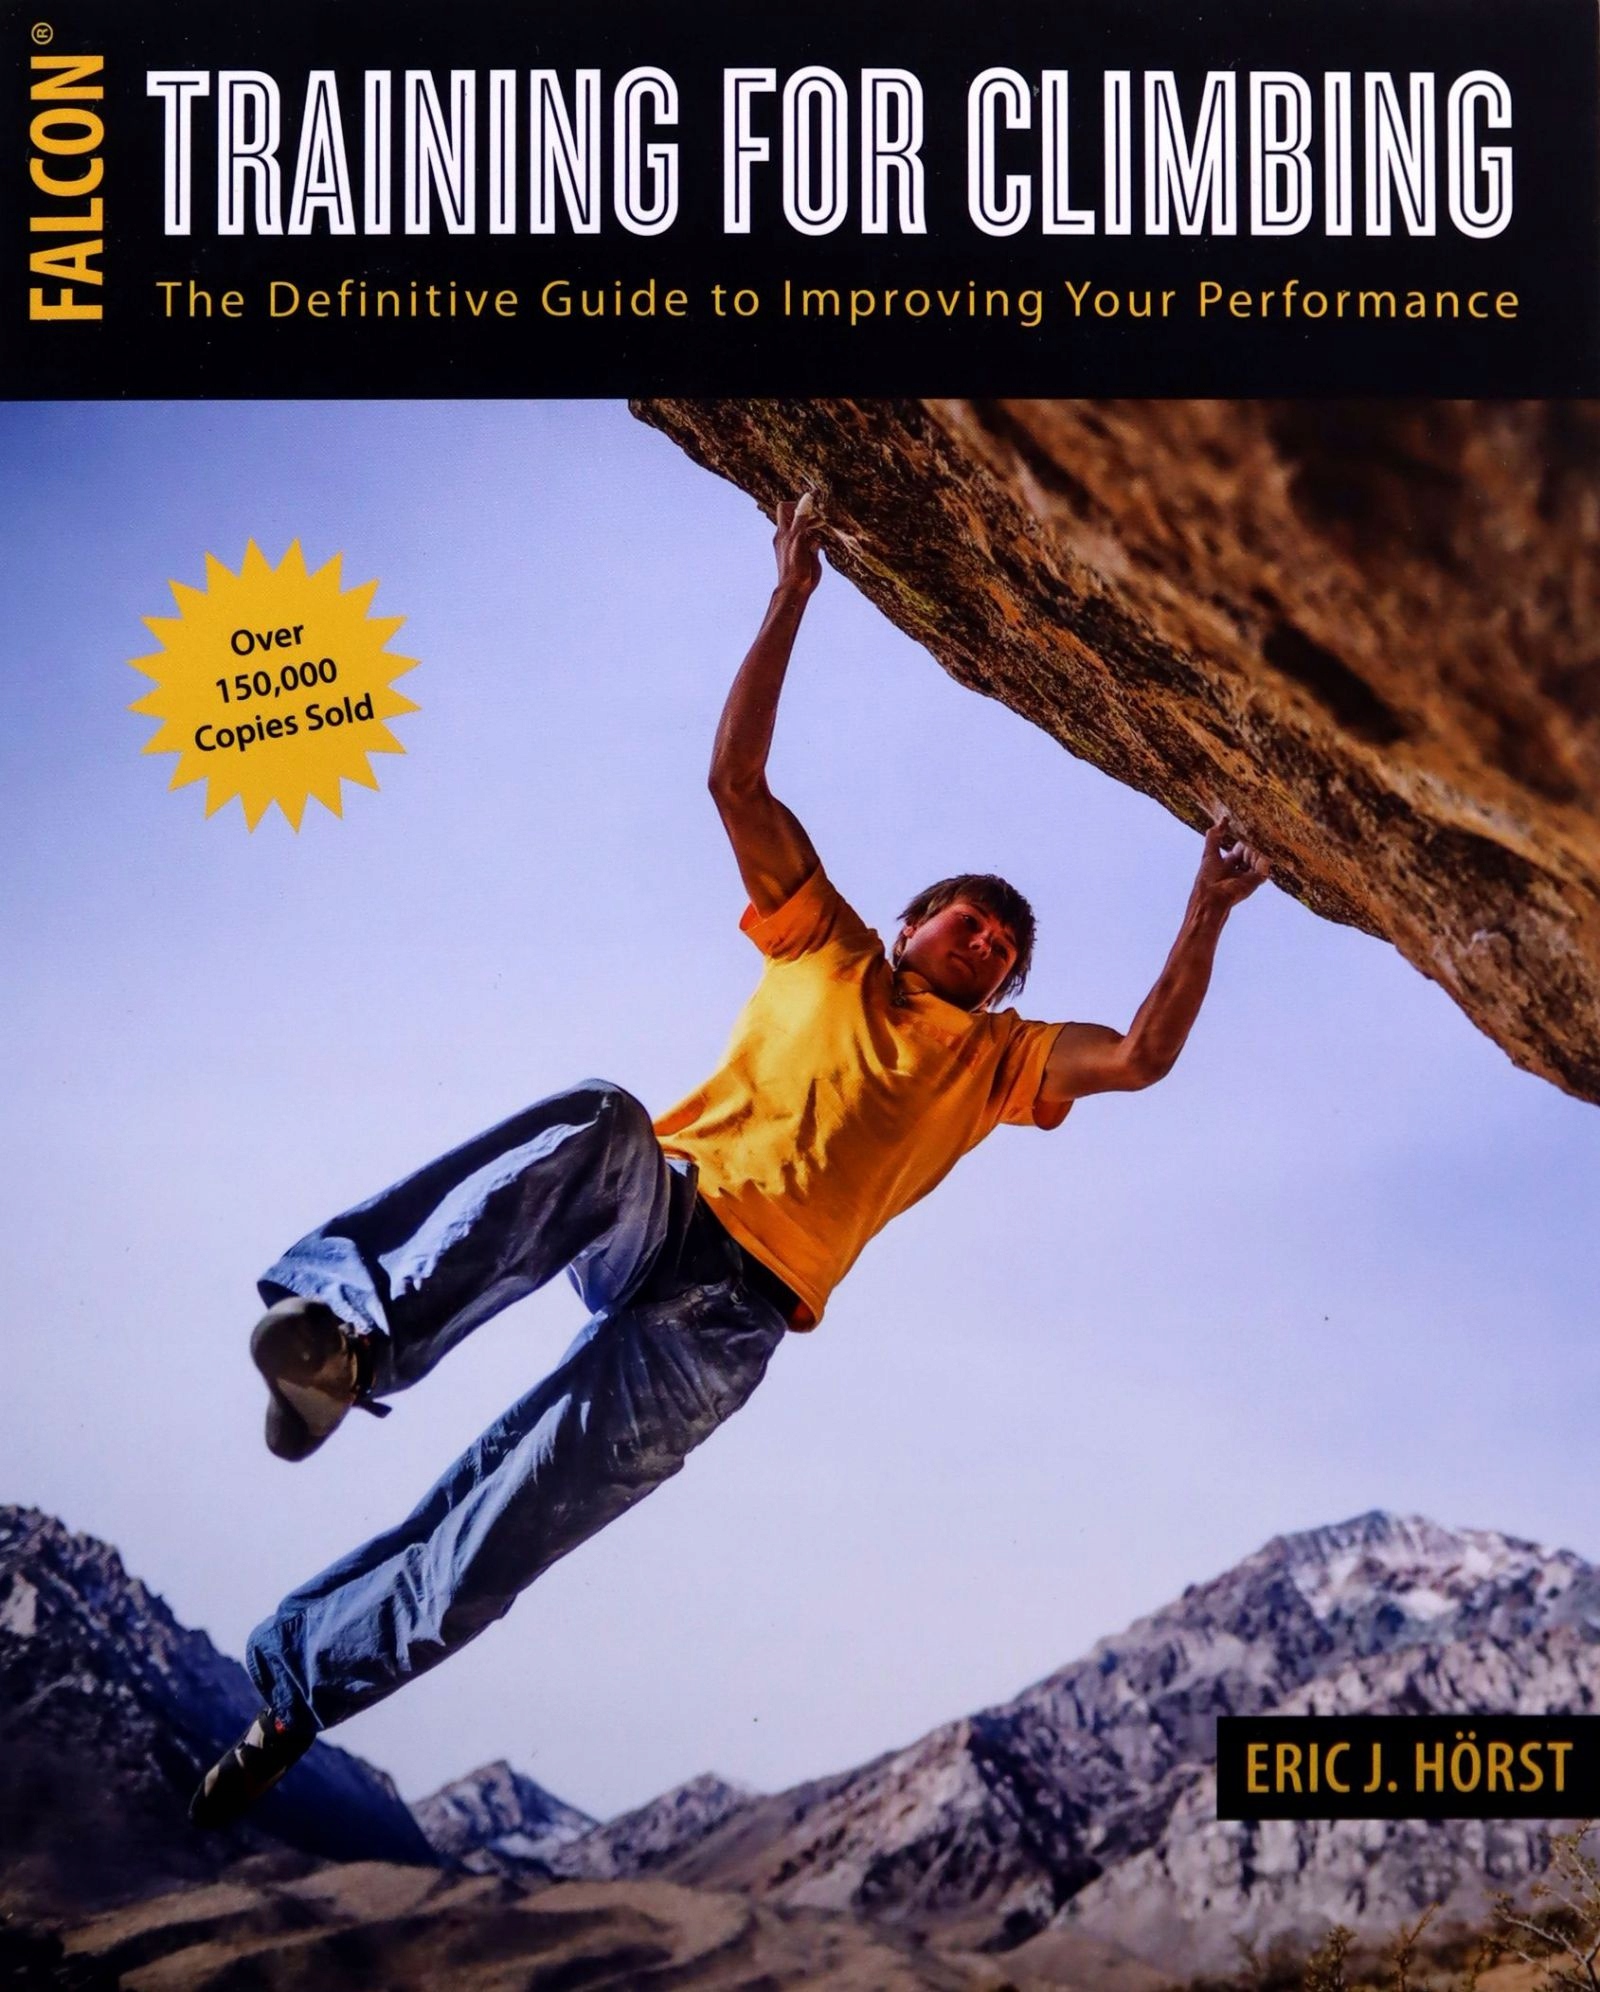 FALCON®
TRAINING FOR CLIMBING
The Definitive Guide to Improving Your Performance
Over
150,000
Copies Sold
ERIC J. HÖRST